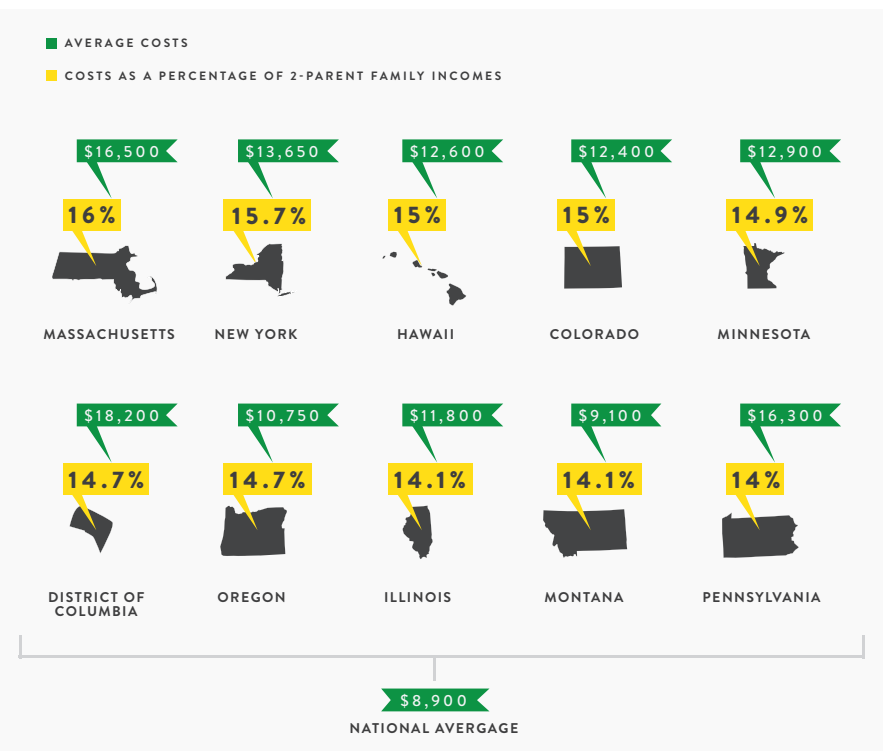 AVERAGE COSTS
COSTS AS A PERCENTAGE OF 2-PARENT FAMILY INCOMES
$16,500
16%
MASSACHUSETTS
$13,650
15.7%
NEW YORK
$12,600
15%
HAWAII
$12,400
15%
COLORADO
$12,900
14.9%
MINNESOTA
$18,200
14.7%
DISTRICT OF
COLUMBIA
$10,750
14.7%
OREGON
$11,800
14.1%
ILLINOIS
$9,100
14.1%
MONTANA
$16,300
14%
PENNSYLVANIA
$8,900
NATIONAL AVERGAGE